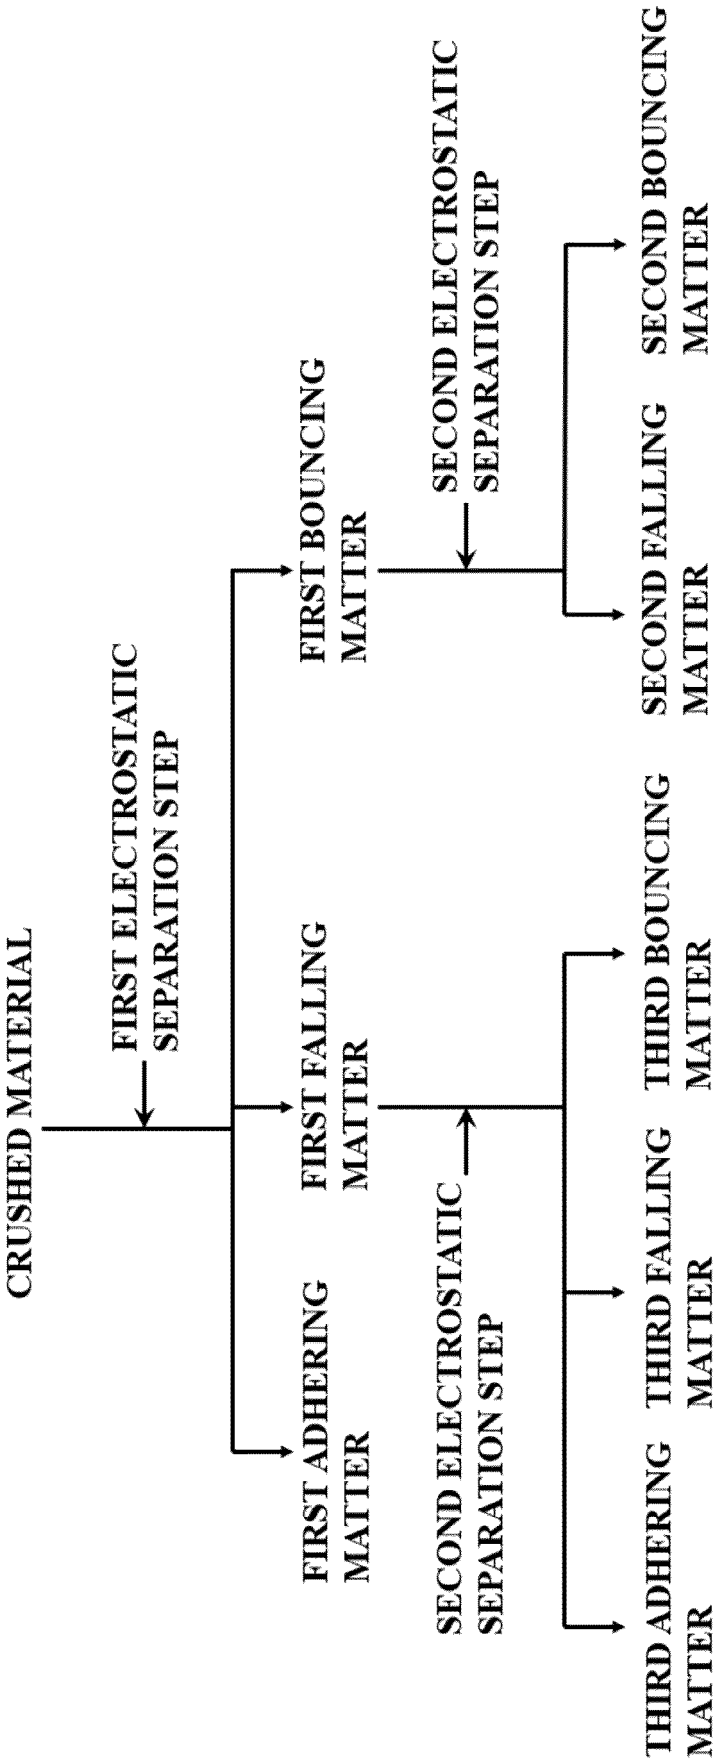 CRUSHED MATERIAL
FIRST ELECTROSTATIC
SEPARATION STEP
FIRST ADHERING
MATTER
FIRST FALLING
MATTER
FIRST BOUNCING
MATTER
SECOND ELECTROSTATIC
SEPARATION STEP
SECOND ELECTROSTATIC
SEPARATION STEP
THIRD ADHERING
MATTER
THIRD FALLING
MATTER
THIRD BOUNCING
MATTER
SECOND FALLING
MATTER
SECOND BOUNCING
MATTER